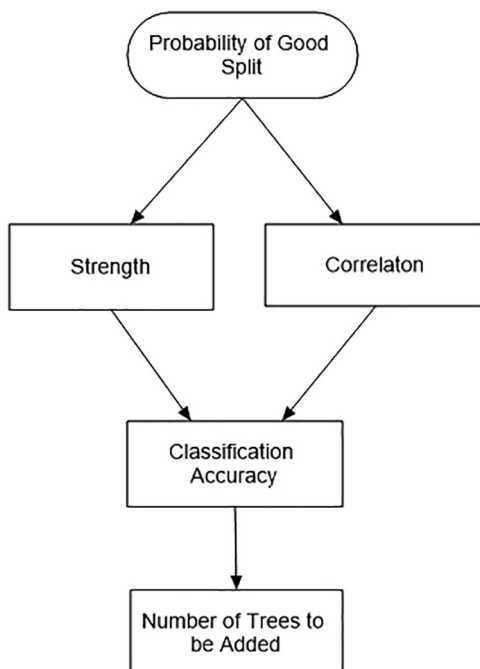 Probability of Good
Split
Strength
Correlaton
Classification
Accuracy
Number of Trees to
be Added